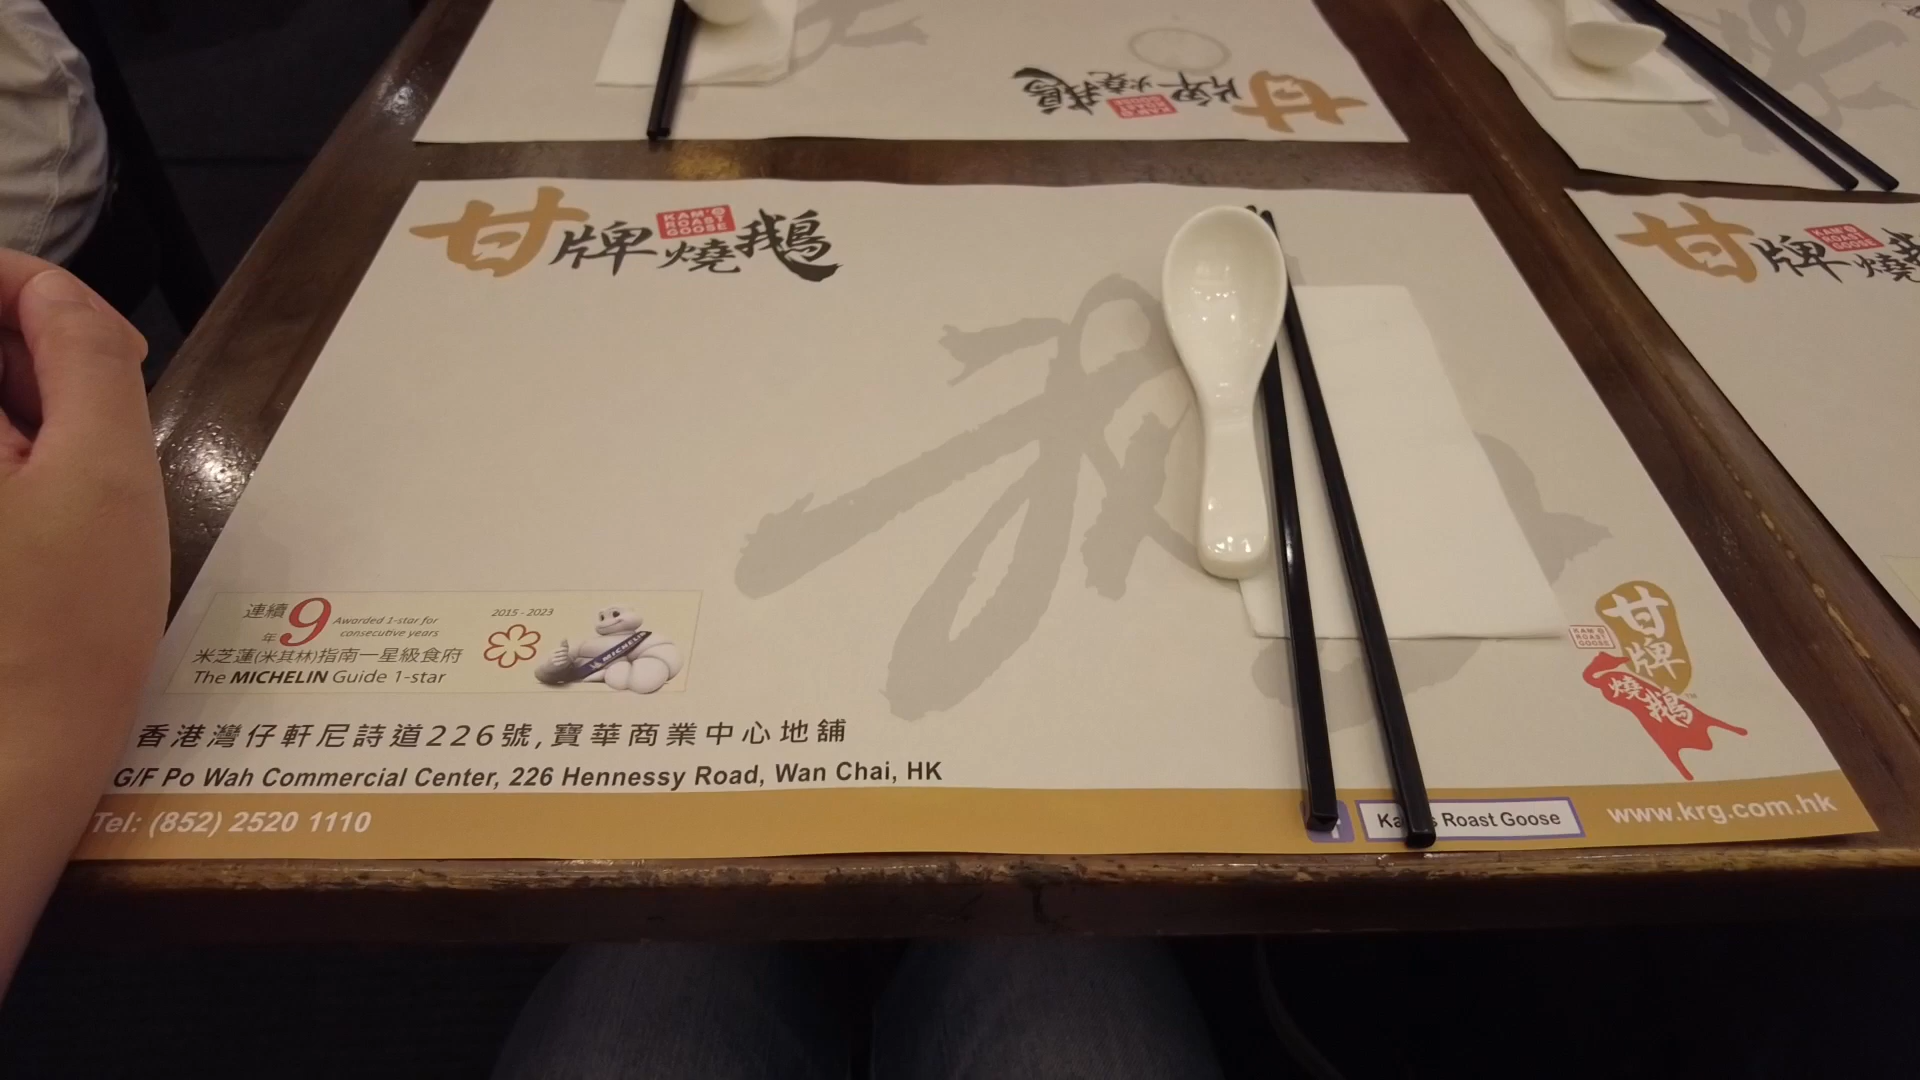 甘牌燒鵝
KAM'S
ROAST
GOOSE
甘牌燒鵝
KAM'S
ROAST
GOOSE
甘牌燒
KAM'S
ROAST
GOOSE
連續9年
Awarded 1-star for
consecutive years
2015 - 2023
米芝蓮(米其林)指南一星級食府
The MICHELIN Guide 1-star
MICHELIN
香港灣仔軒尼詩道226號,寶華商業中心地舖
G/F Po Wah Commercial Center, 226 Hennessy Road, Wan Chai, HK
Tel: (852) 2520 1110
f
Roast Goose
www.krg.com.hk
甘牌燒鵝
KAM'S
ROAST
GOOSE
TM